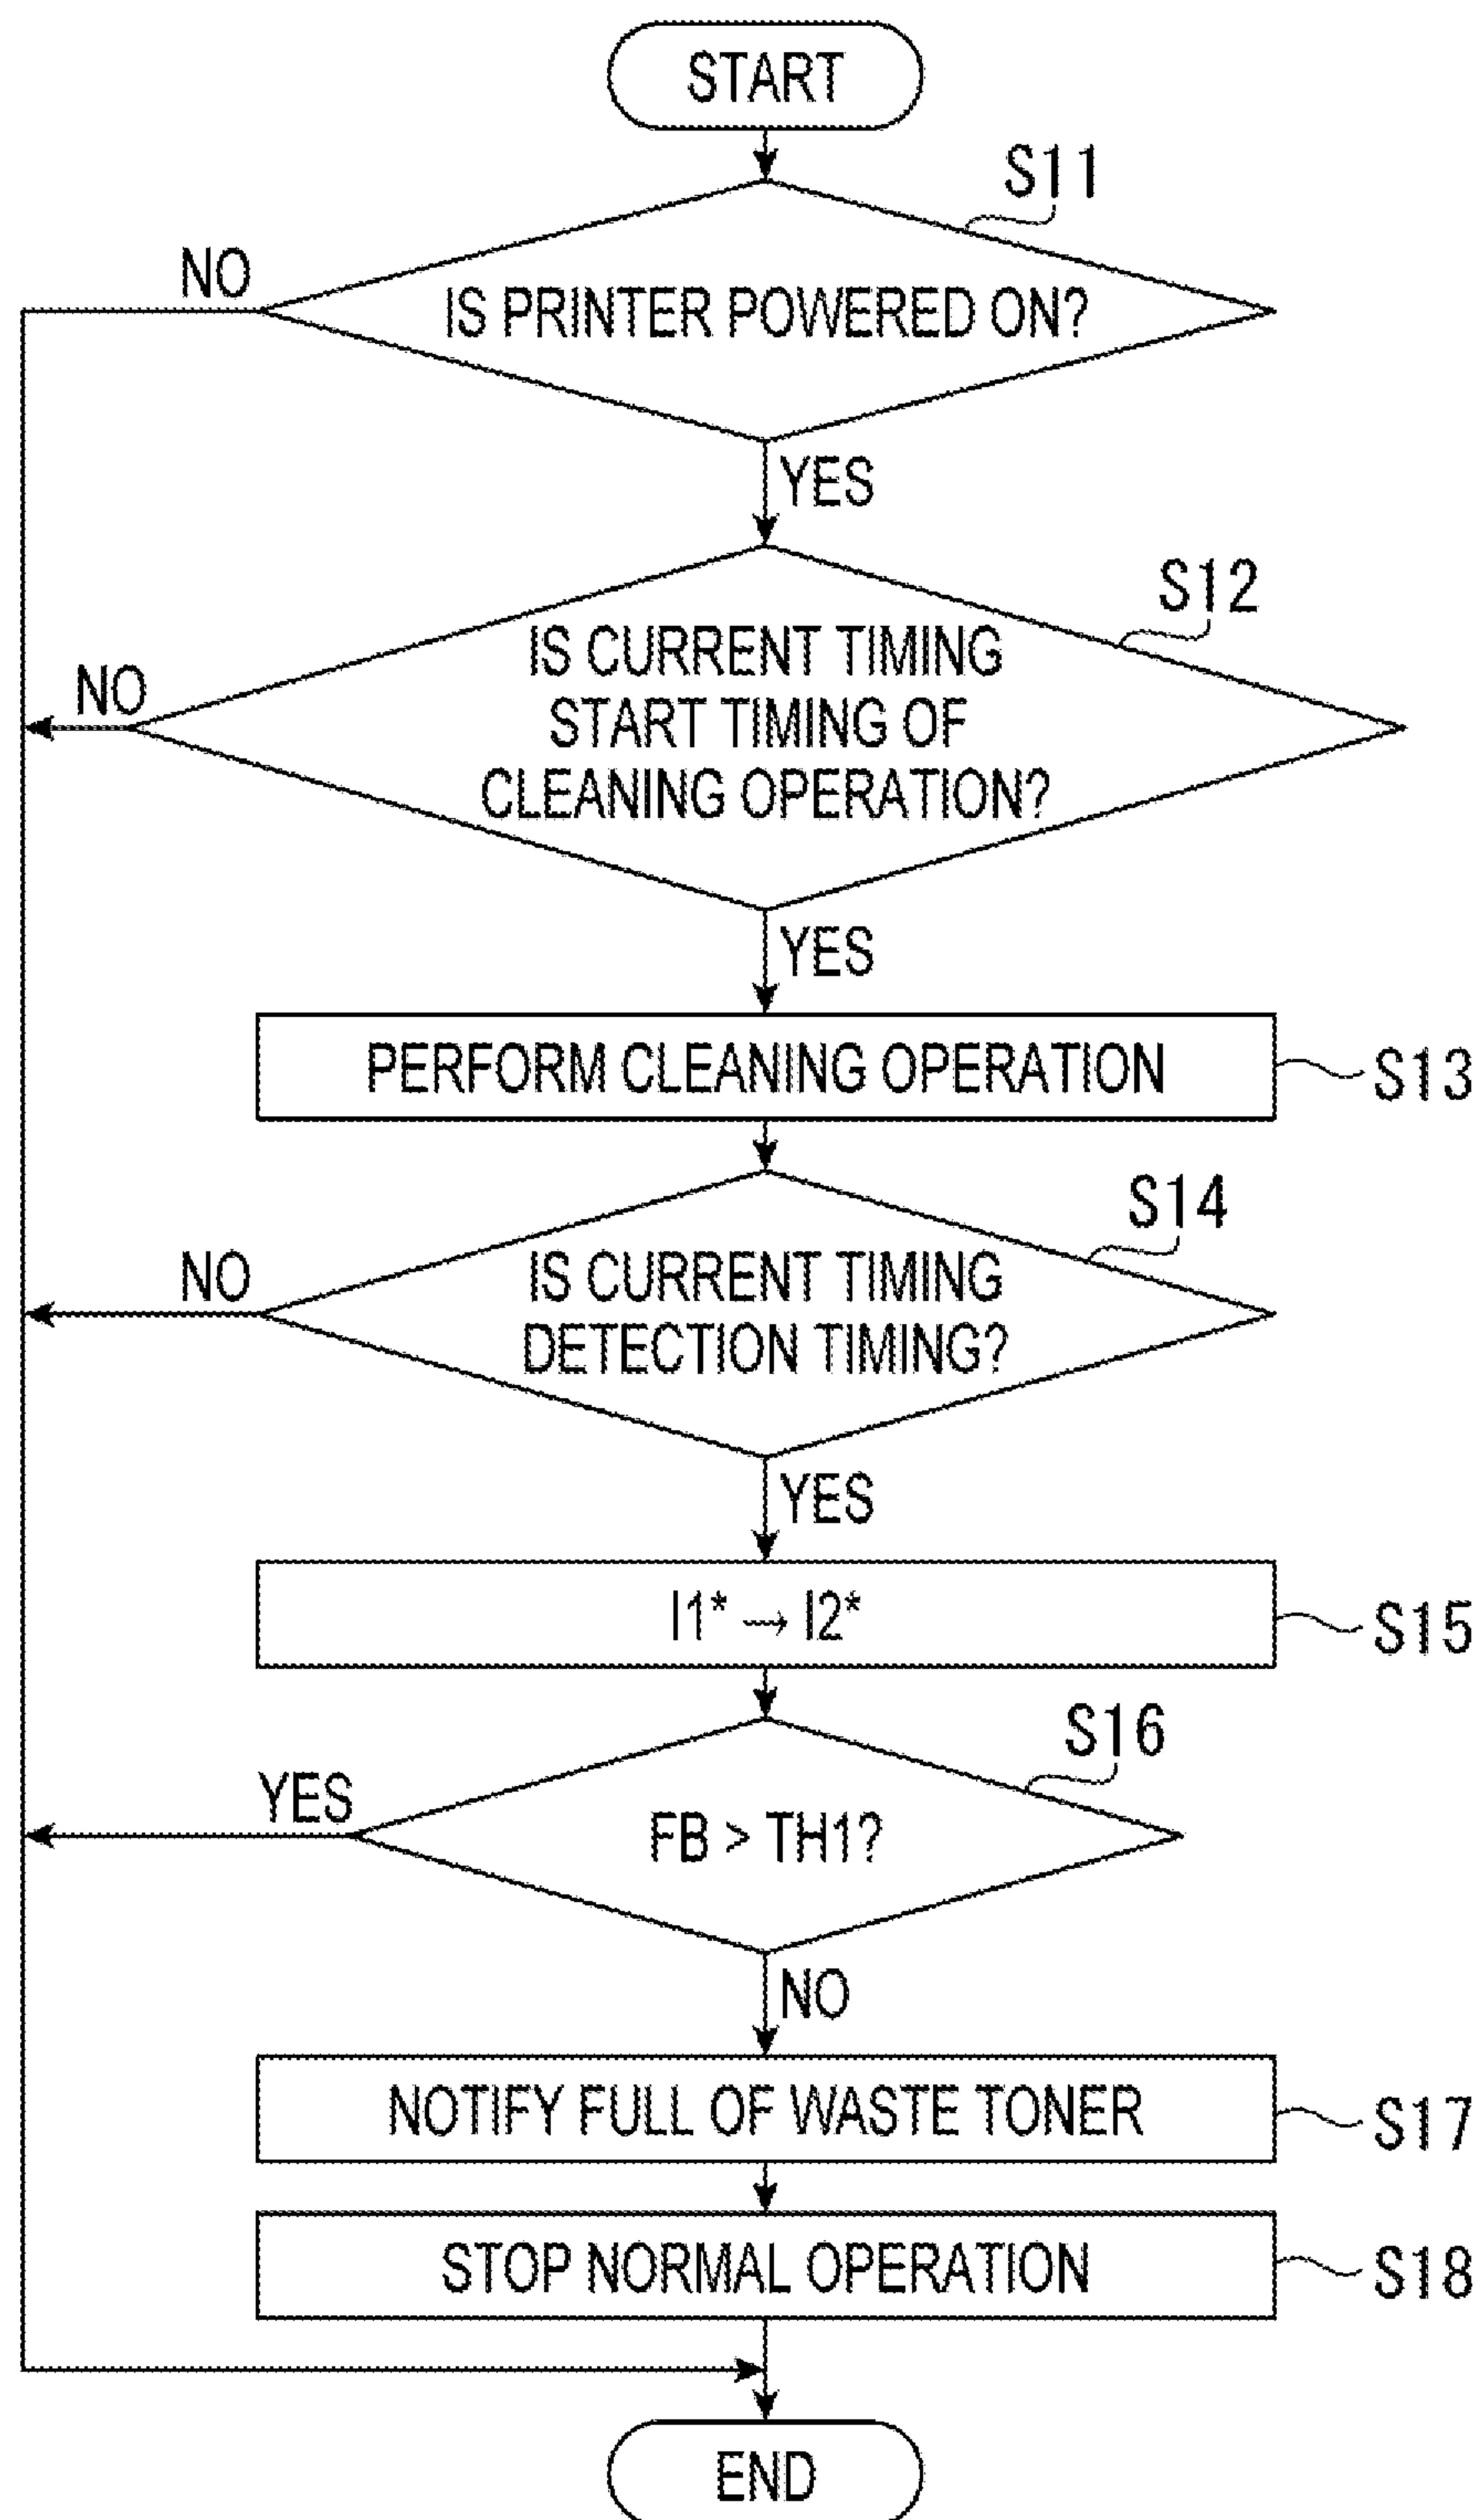 START
S11
NO
IS PRINTER POWERED ON?
YES
S12
NO
IS CURRENT TIMING
START TIMING OF
CLEANING OPERATION?
YES
PERFORM CLEANING OPERATION
S13
S14
NO
IS CURRENT TIMING
DETECTION TIMING?
YES
I1* → I2*
S15
S16
YES
FB > TH1?
NO
NOTIFY FULL OF WASTE TONER
S17
STOP NORMAL OPERATION
S18
END